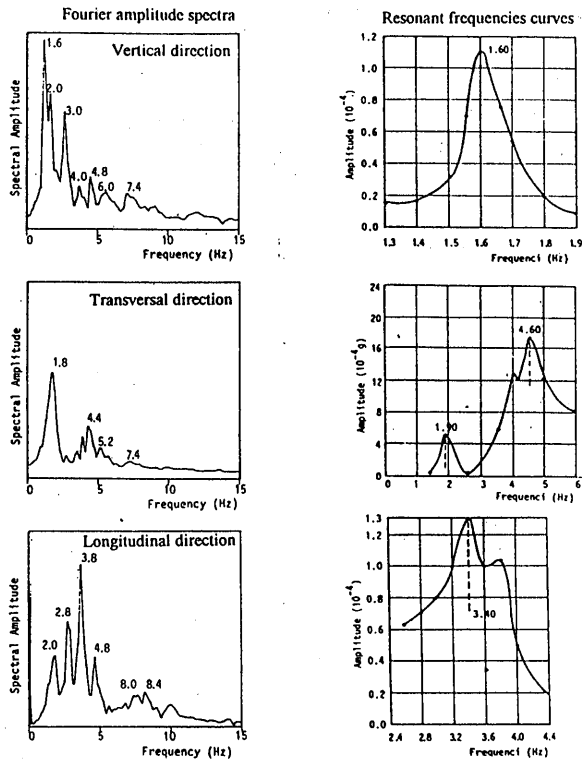 Fourier amplitude spectra
Resonant frequencies curves
Vertical direction
1.6
2.0
3.0
4.0
4.8
6.0
7.4
Spectral Amplitude
0 5 10 15
Frequency (Hz)
1.60
Amplitude (10⁻⁴)
1.2
1.0
0.8
0.6
0.4
0.2
0.0
1.3 1.4 1.5 1.6 1.7 1.8 1.9
Frequenci (Hz)
Transversal direction
1.8
4.4
5.2
7.4
Spectral Amplitude
0 5 10 15
Frequency (Hz)
4.60
1.90
Amplitude (10⁻⁴g)
24
20
16
12
8
4
0
0 1 2 3 4 5 6
Frequenci (Hz)
Longitudinal direction
3.8
2.8
2.0
4.8
8.0
8.4
Spectral Amplitude
0 5 10 15
Frequency (Hz)
3.40
Amplitude (10⁻⁴)
1.3
1.0
0.8
0.6
0.4
0.2
0.0
2.4 2.8 3.2 3.6 4.0 4.4
Frequenci (Hz)